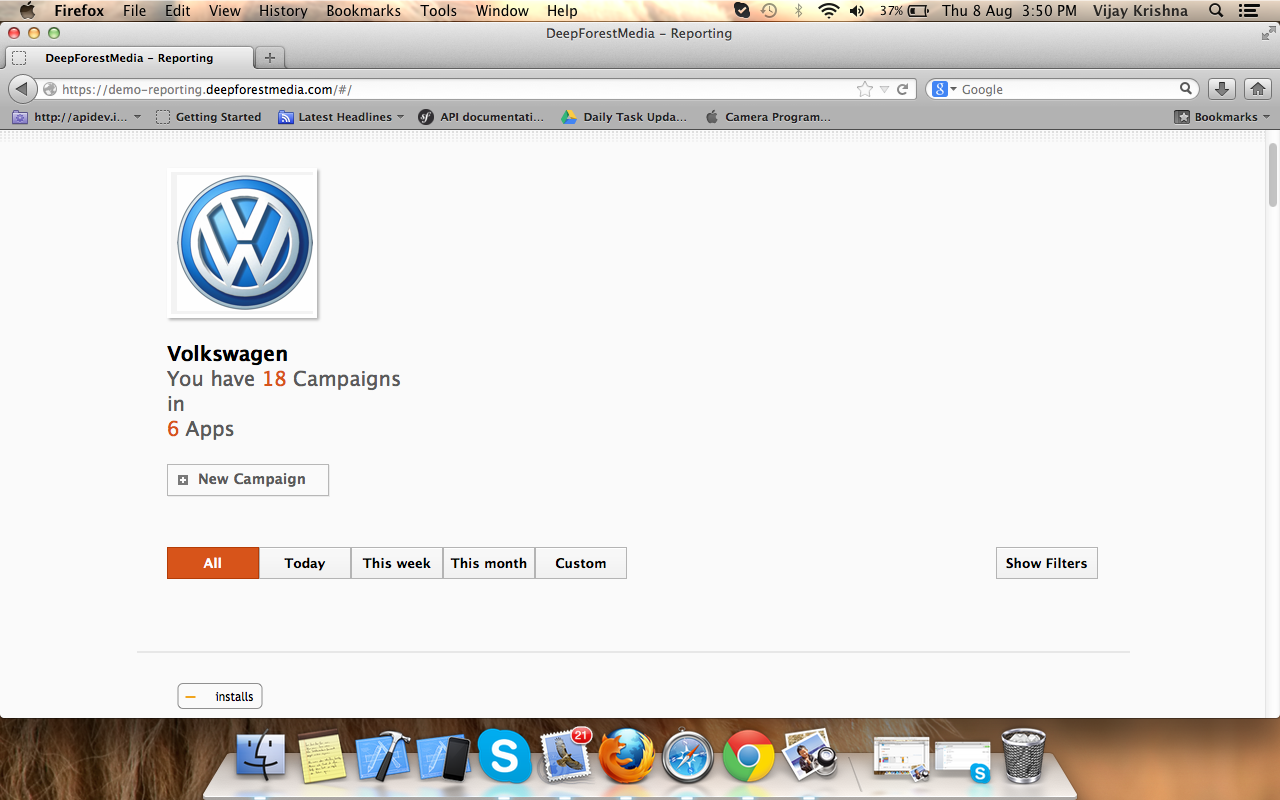 Firefox File Edit View History Bookmarks Tools Window Help 37% Thu 8 Aug 3:50 PM Vijay Krishna
DeepForestMedia – Reporting
DeepForestMedia – Reporting
https://demo-reporting.deepforestmedia.com/#/ 8 Google
http://apidev.i... Getting Started Latest Headlines API documentati... Daily Task Upda... Camera Program... Bookmarks
Volkswagen
You have 18 Campaigns
in
6 Apps
New Campaign
All Today This week This month Custom Show Filters
installs
21